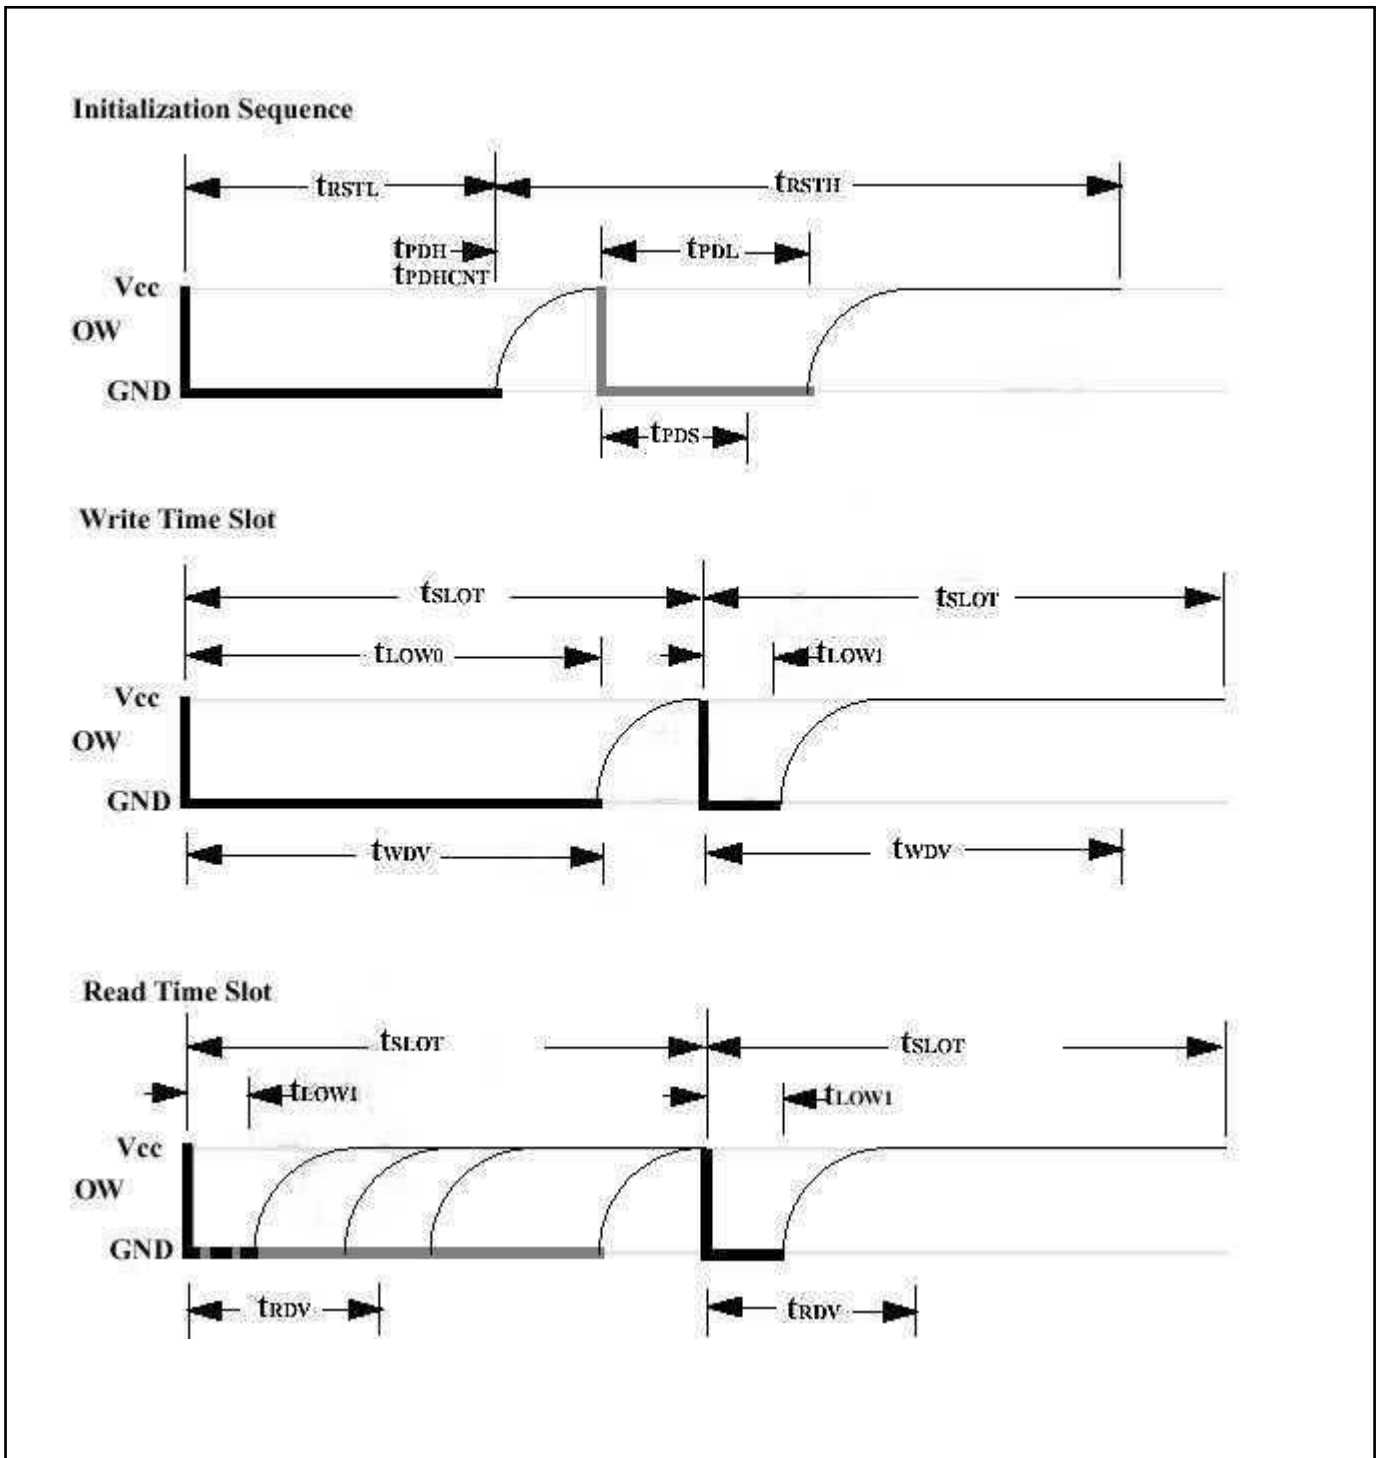 Initialization Sequence
tRSTL tRSTH
tPDH tPDL
tPDHCNT
Vcc
OW
GND
tPDS
Write Time Slot
tSLOT tSLOT
tLOW0 tLOW1
Vcc
OW
GND
tWDV tWDV
Read Time Slot
tSLOT tSLOT
tLOW1 tLOW1
Vcc
OW
GND
tRDV tRDV